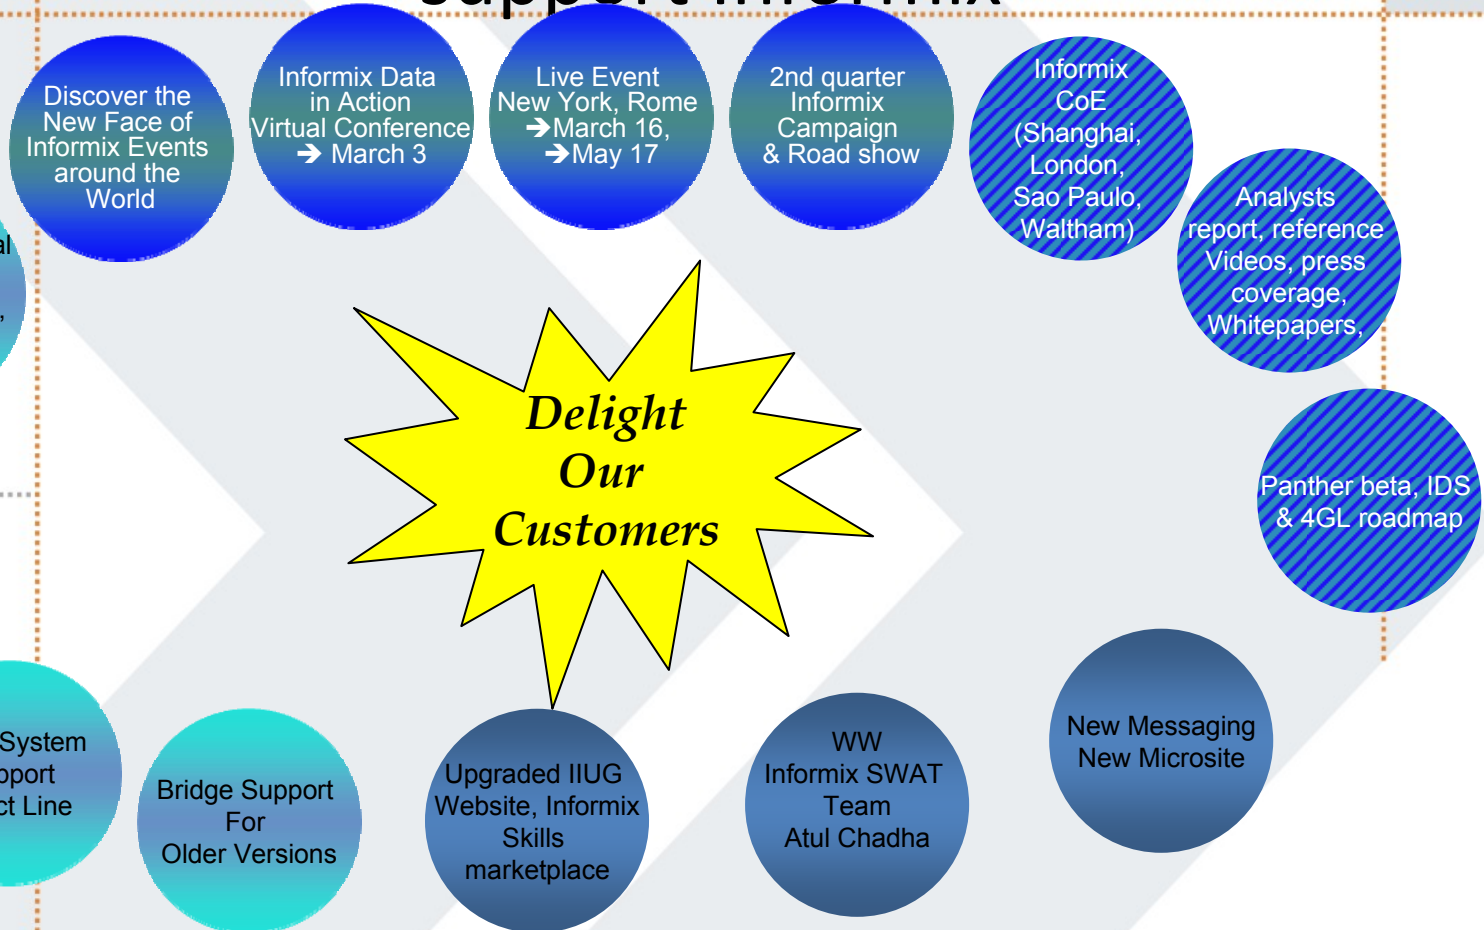 support Informix
Discover the
New Face of
Informix Events
around the
World
Informix Data
in Action
Virtual Conference
➔ March 3
Live Event
New York, Rome
➔March 16,
➔May 17
2nd quarter
Informix
Campaign
& Road show
Informix
CoE
(Shanghai,
London,
Sao Paulo,
Waltham)
Analysts
report, reference
Videos, press
coverage,
Whitepapers,
Panther beta, IDS
& 4GL roadmap
Delight
Our
Customers
New Messaging
New Microsite
WW
Informix SWAT
Team
Atul Chadha
Upgraded IIUG
Website, Informix
Skills
marketplace
Bridge Support
For
Older Versions
System
Line